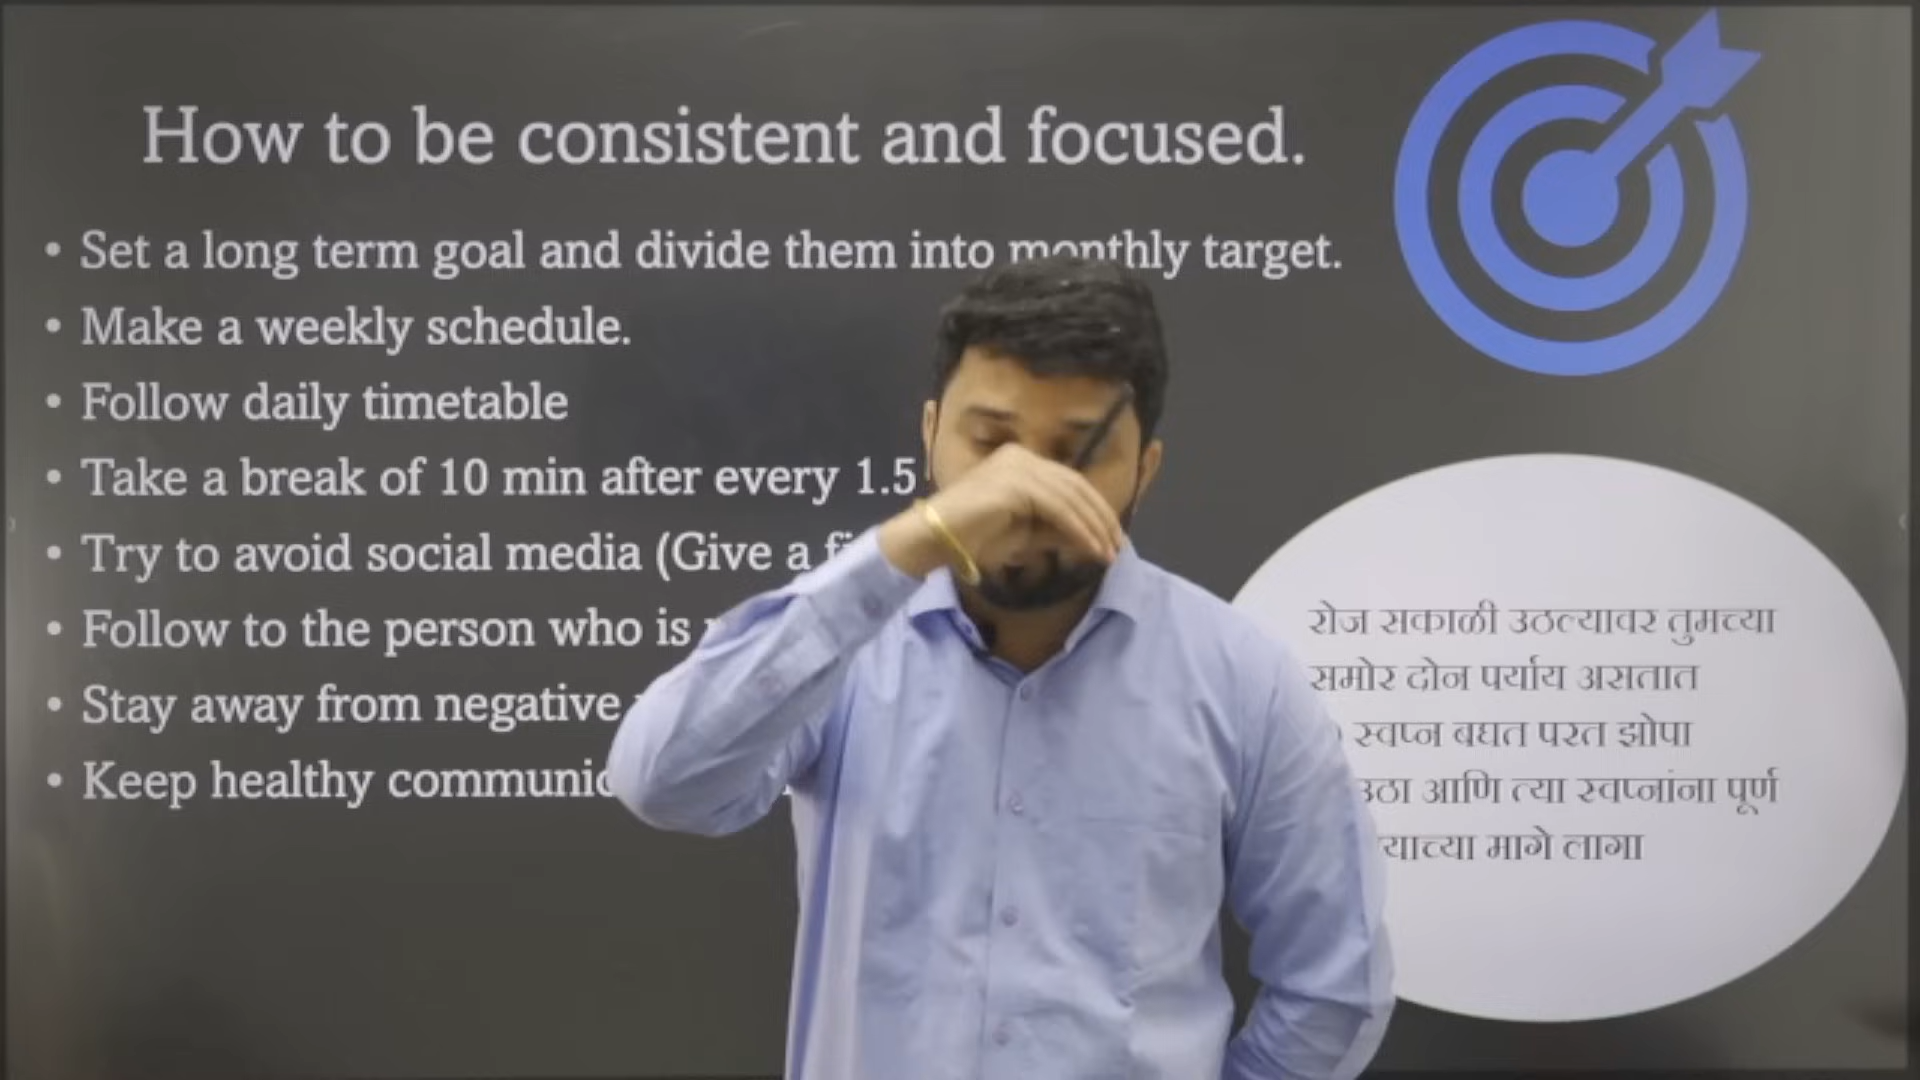 How to be consistent and focused.
• Set a long term goal and divide them into monthly target.
• Make a weekly schedule.
• Follow daily timetable
• Take a break of 10 min after every 1.5
• Try to avoid social media (Give a
• Follow to the person who is
• Stay away from negative
• Keep healthy
रोज सकाळी उठल्यावर तुमच्या
समोर दोन पर्याय असतात
स्वप्न बघत परत झोपा
आणि त्या स्वप्नांना पूर्ण
मागे लागा